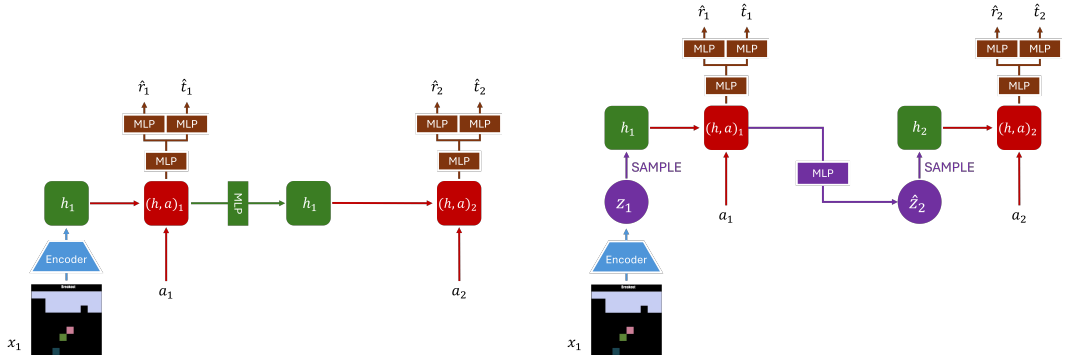 r̂₁ t̂₁
MLP MLP
MLP
h₁ (h, a)₁ MLP h₁ (h, a)₂
r̂₂ t̂₂
MLP MLP
MLP
Encoder
a₁ a₂
Breakout
x₁
r̂₁ t̂₁
MLP MLP
MLP
h₁ (h, a)₁
r̂₂ t̂₂
MLP MLP
MLP
h₂ (h, a)₂
SAMPLE MLP SAMPLE
z₁ a₁ ẑ₂ a₂
Encoder
Breakout
x₁